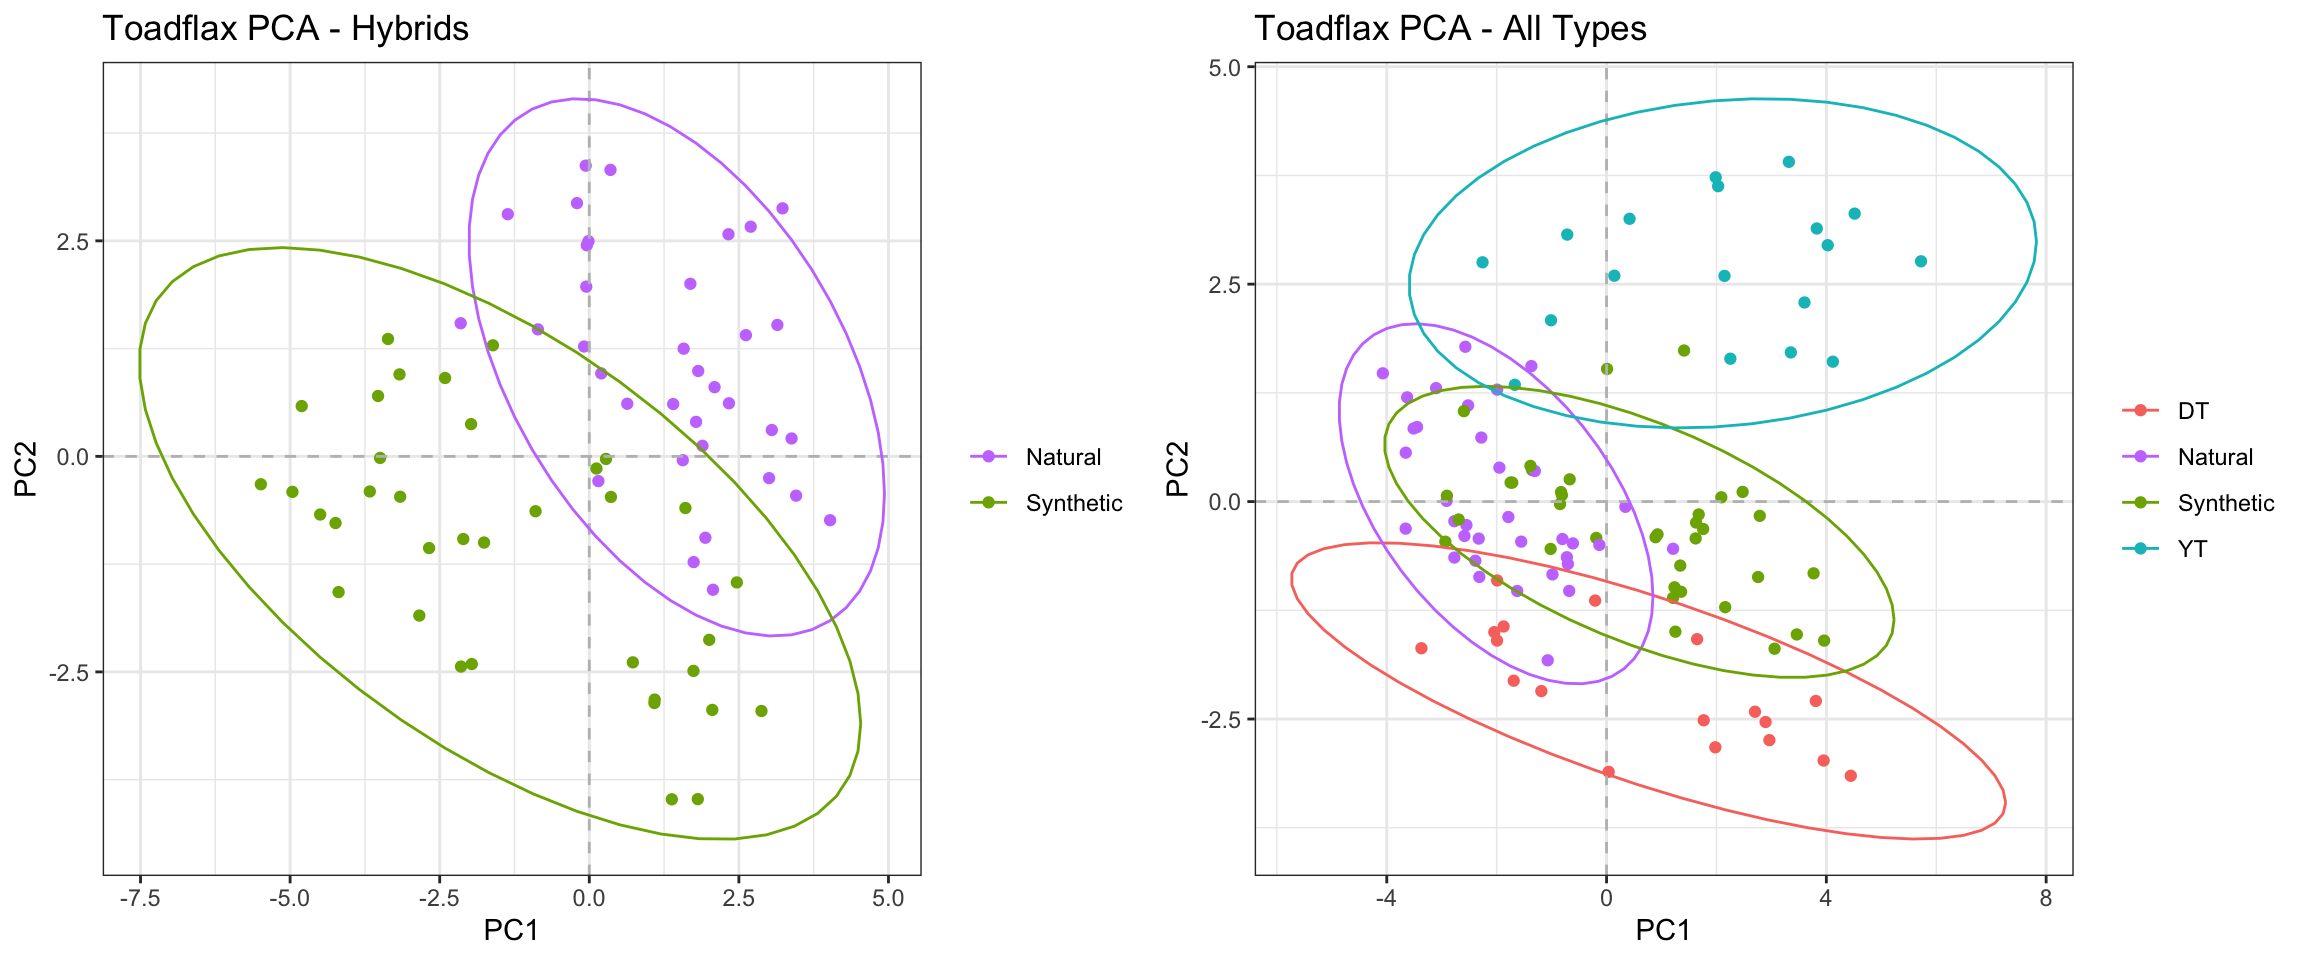 Toadflax PCA - Hybrids
PC2
2.5
0.0
-2.5
-7.5 -5.0 -2.5 0.0 2.5 5.0
PC1
Natural
Synthetic
Toadflax PCA - All Types
PC2
5.0
2.5
0.0
-2.5
-4 0 4 8
PC1
DT
Natural
Synthetic
YT